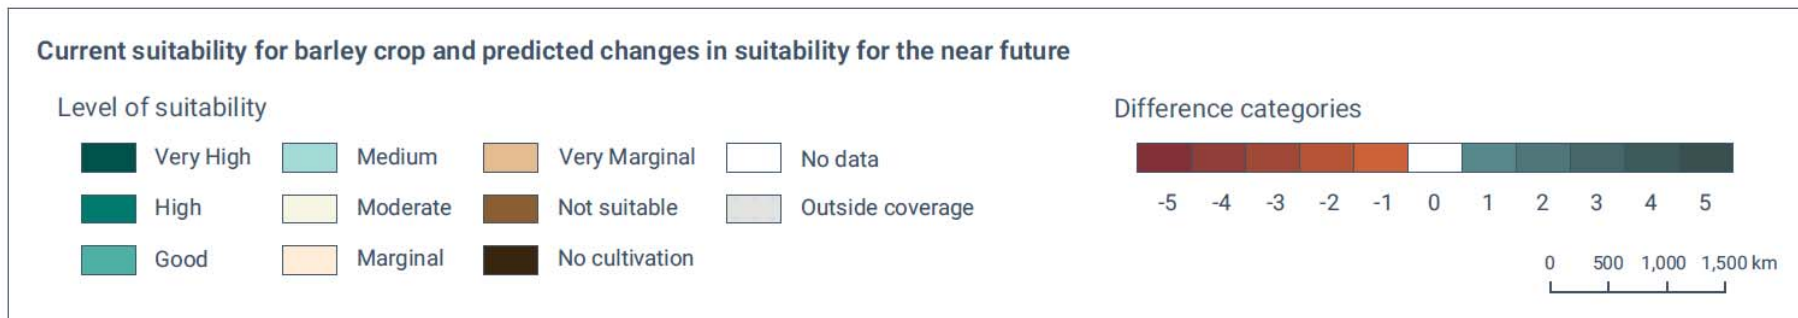 Current suitability for barley crop and predicted changes in suitability for the near future
Level of suitability
Very High
Medium
Very Marginal
No data
High
Moderate
Not suitable
Outside coverage
Good
Marginal
No cultivation
Difference categories
-5 -4 -3 -2 -1 0 1 2 3 4 5
0 500 1,000 1,500 km